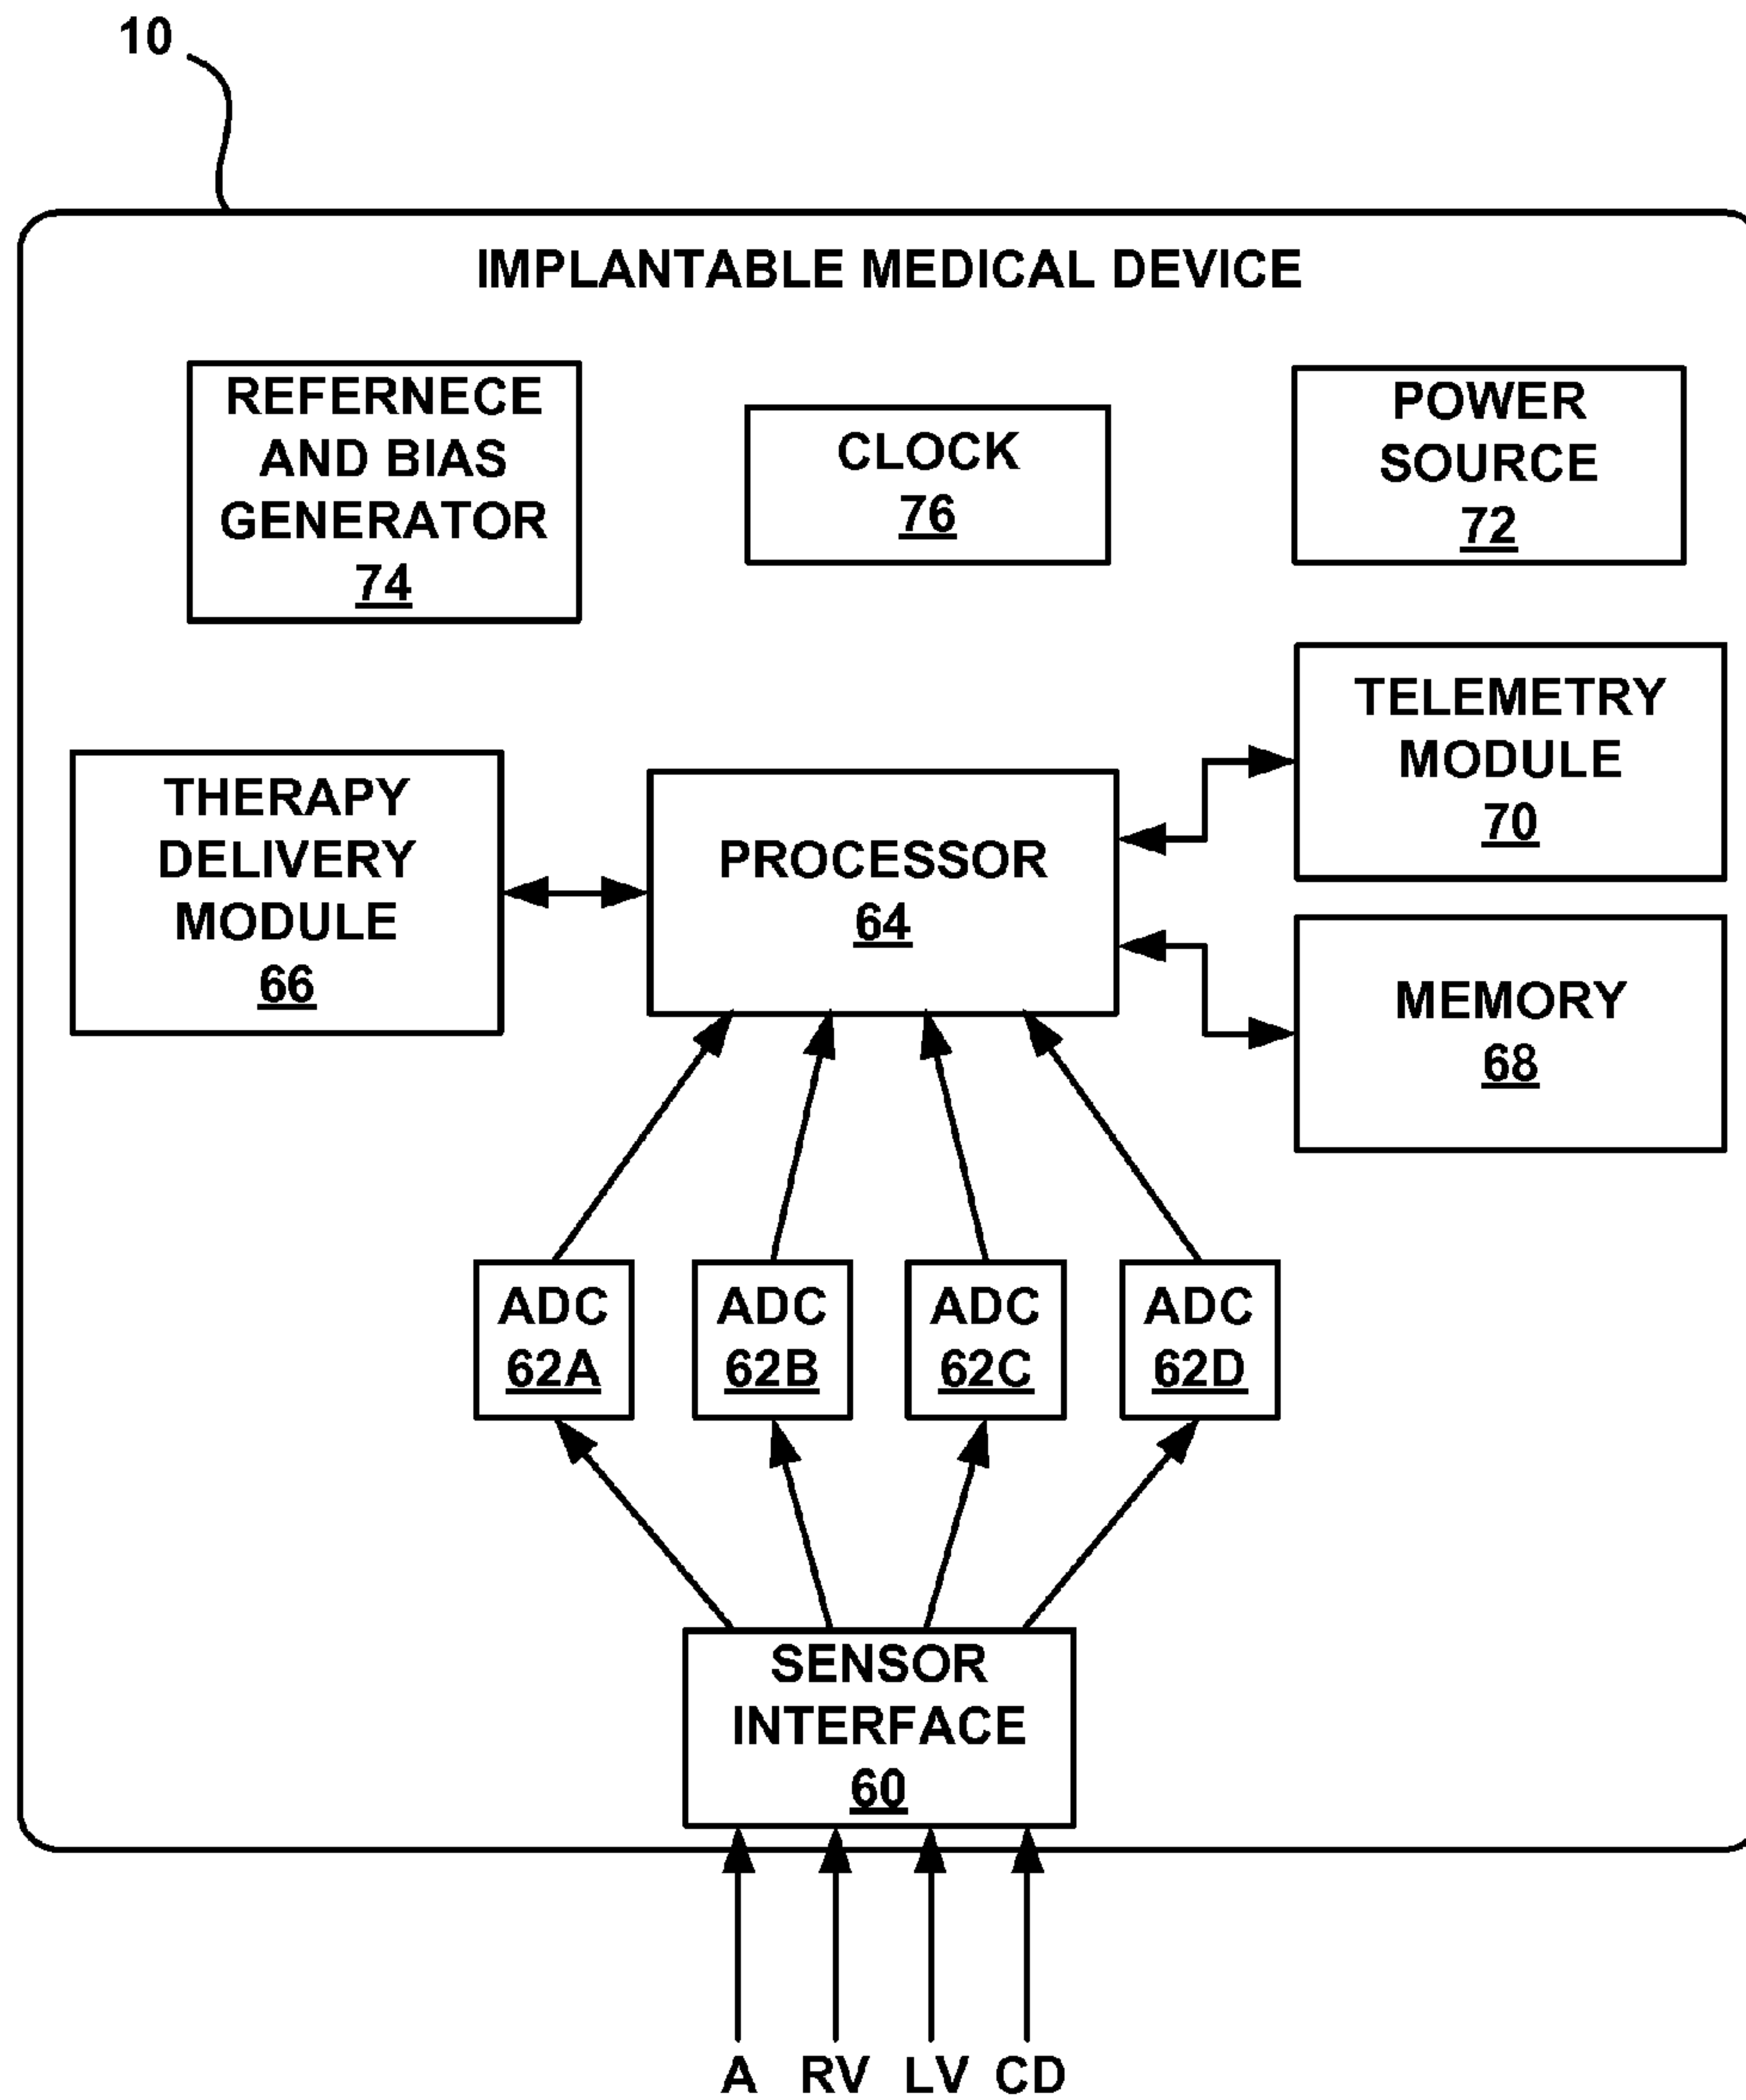 10
IMPLANTABLE MEDICAL DEVICE
REFERNECE
AND BIAS
GENERATOR
74
CLOCK
76
POWER
SOURCE
72
TELEMETRY
MODULE
70
THERAPY
DELIVERY
MODULE
66
PROCESSOR
64
MEMORY
68
ADC
62A
ADC
62B
ADC
62C
ADC
62D
SENSOR
INTERFACE
60
A RV LV CD